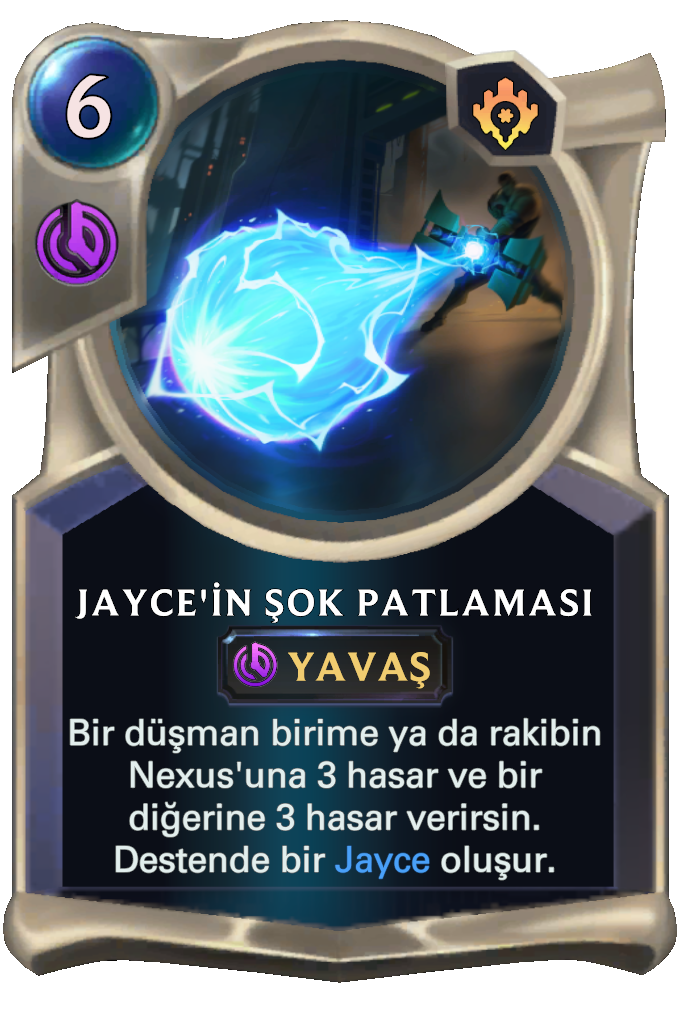 6
JAYCE'İN ŞOK PATLAMASI
YAVAŞ
Bir düşman birime ya da rakibin
Nexus'una 3 hasar ve bir
diğerine 3 hasar verirsin.
Destende bir Jayce oluşur.